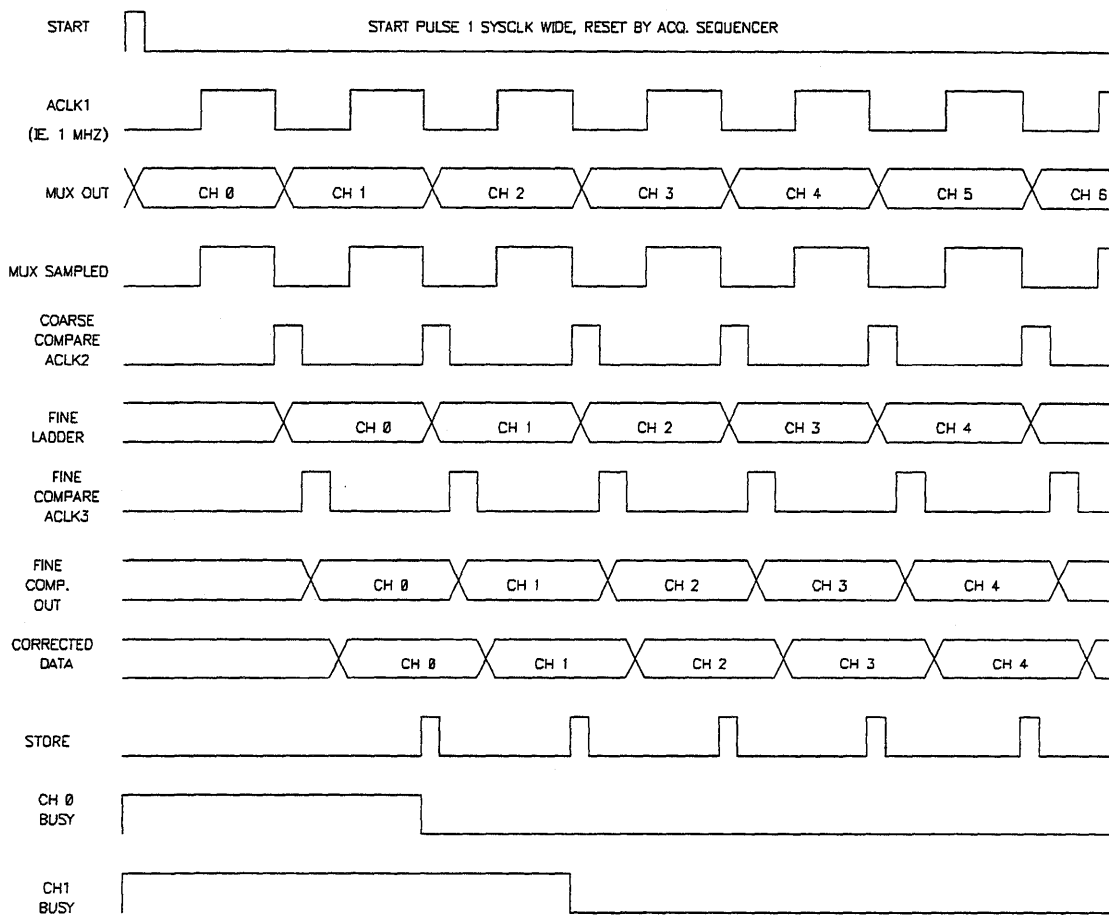 START
START PULSE 1 SYSCLK WIDE, RESET BY ACQ. SEQUENCER
ACLK1
(IE. 1 MHZ)
MUX OUT
CH 0
CH 1
CH 2
CH 3
CH 4
CH 5
CH 6
MUX SAMPLED
COARSE
COMPARE
ACLK2
FINE
LADDER
CH 0
CH 1
CH 2
CH 3
CH 4
FINE
COMPARE
ACLK3
FINE
COMP.
OUT
CH 0
CH 1
CH 2
CH 3
CH 4
CORRECTED
DATA
CH 0
CH 1
CH 2
CH 3
CH 4
STORE
CH 0
BUSY
CH1
BUSY